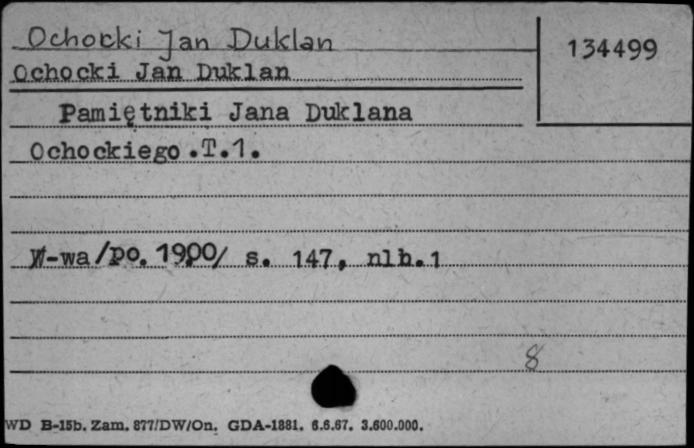 Ochocki Jan Duklan
134499
Ochocki Jan Duklan
Pamiętniki Jana Duklana
Ochockiego.T.1.
W-wa/po. 1900/ s. 147, nlb.1
8
WD B-15b. Zam. 877/DW/On. GDA-1881. 6.6.67. 3.600.000.